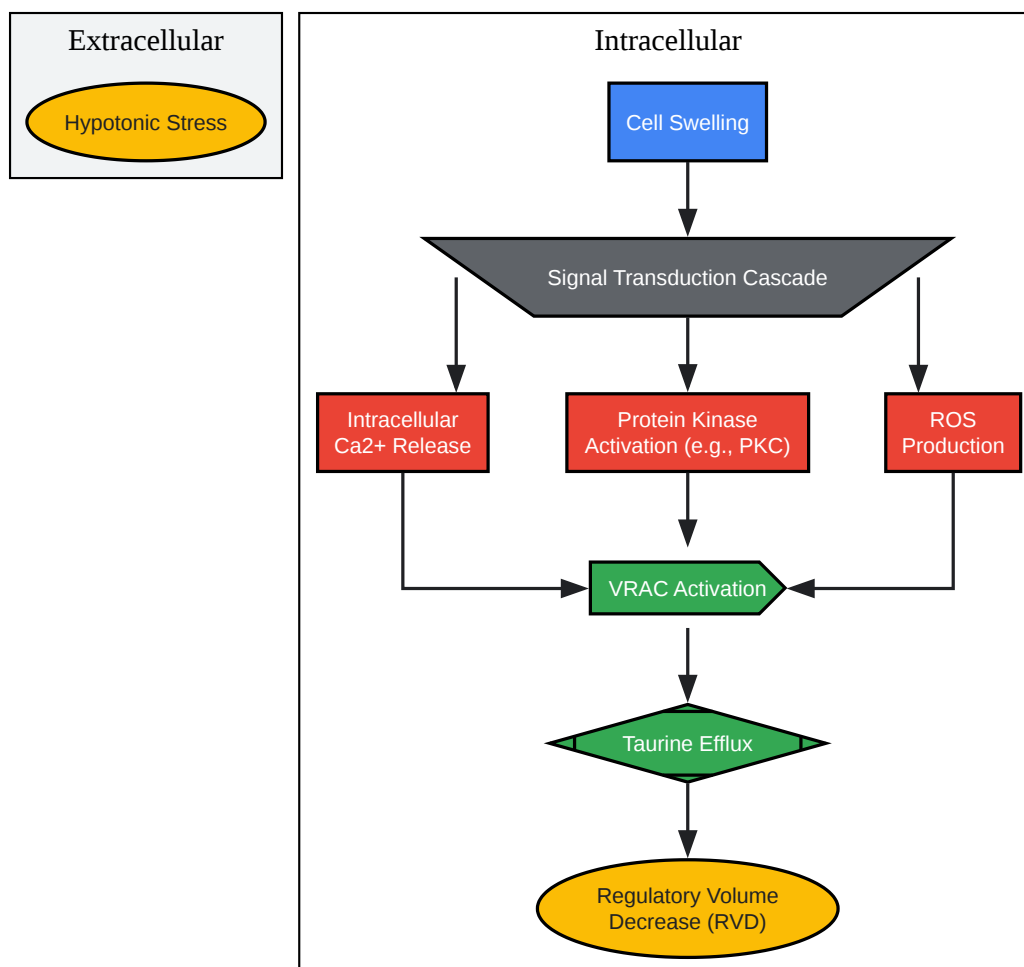 Extracellular
Hypotonic Stress
Intracellular
Cell Swelling
Signal Transduction Cascade
Intracellular
Ca2+ Release
Protein Kinase
Activation (e.g., PKC)
ROS
Production
VRAC Activation
Taurine Efflux
Regulatory Volume
Decrease (RVD)